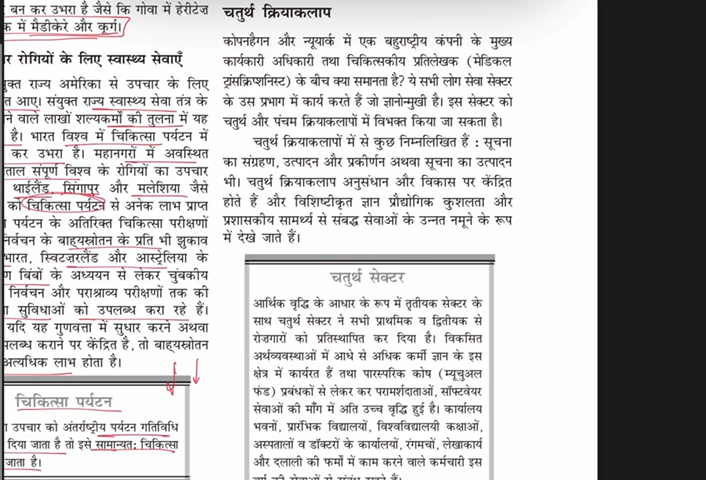 बन कर उभरा है जैसे कि गोवा में हेरीटेज
क में मैडीकेरे और कूर्ग।
र रोगियों के लिए स्वास्थ्य सेवाएँ
युक्त राज्य अमेरिका से उपचार के लिए
त आए। संयुक्त राज्य स्वास्थ्य सेवा तंत्र के
ने वाले लाखों शल्यकर्मों की तुलना में यह
है। भारत विश्व में चिकित्सा पर्यटन में
कर उभरा है। महानगरों में अवस्थित
ताल संपूर्ण विश्व के रोगियों का उपचार
थाईलैंड, सिंगापुर और मलेशिया जैसे
को चिकित्सा पर्यटन से अनेक लाभ प्राप्त
पर्यटन के अतिरिक्त चिकित्सा परीक्षणों
निर्वचन के बाह्यस्रोतन के प्रति भी झुकाव
भारत, स्विटज़रलैंड और आस्ट्रेलिया के
ण बिंबों के अध्ययन से लेकर चुंबकीय
निर्वचन और पराश्राव्य परीक्षणों तक की
सुविधाओं को उपलब्ध करा रहे हैं।
यदि यह गुणवत्ता में सुधार करने अथवा
पलब्ध कराने पर केंद्रित है, तो बाह्यस्रोतन
अत्यधिक लाभ होता है।
चिकित्सा पर्यटन
उपचार को अंतर्राष्ट्रीय पर्यटन गतिविधि
दिया जाता है तो इसे सामान्यत: चिकित्सा
जाता है।
चतुर्थ क्रियाकलाप
कोपनहैगन और न्यूयार्क में एक बहुराष्ट्रीय कंपनी के मुख्य
कार्यकारी अधिकारी तथा चिकित्सकीय प्रतिलेखक (मेडिकल
ट्रांसक्रिप्शनिस्ट) के बीच क्या समानता है? ये सभी लोग सेवा सेक्टर
के उस प्रभाग में कार्य करते हैं जो ज्ञानोन्मुखी है। इस सेक्टर को
चतुर्थ और पंचम क्रियाकलापों में विभक्त किया जा सकता है।
चतुर्थ क्रियाकलापों में से कुछ निम्नलिखित हैं : सूचना
का संग्रहण, उत्पादन और प्रकीर्णन अथवा सूचना का उत्पादन
भी। चतुर्थ क्रियाकलाप अनुसंधान और विकास पर केंद्रित
होते हैं और विशिष्टीकृत ज्ञान प्रौद्योगिक कुशलता और
प्रशासकीय सामर्थ्य से संबद्ध सेवाओं के उन्नत नमूने के रूप
में देखे जाते हैं।
चतुर्थ सेक्टर
आर्थिक वृद्धि के आधार के रूप में तृतीयक सेक्टर के
साथ चतुर्थ सेक्टर ने सभी प्राथमिक व द्वितीयक से
रोज़गारों को प्रतिस्थापित कर दिया है। विकसित
अर्थव्यवस्थाओं में आधे से अधिक कर्मी ज्ञान के इस
क्षेत्र में कार्यरत हैं तथा पारस्परिक कोष (म्यूचुअल
फंड) प्रबंधकों से लेकर कर परामर्शदाताओं, सॉफ्टवेयर
सेवाओं की माँग में अति उच्च वृद्धि हुई है। कार्यालय
भवनों, प्रारंभिक विद्यालयों, विश्वविद्यालयी कक्षाओं,
अस्पतालों व डॉक्टरों के कार्यालयों, रंगमचों, लेखाकार्य
और दलाली की फर्मों में काम करने वाले कर्मचारी इस